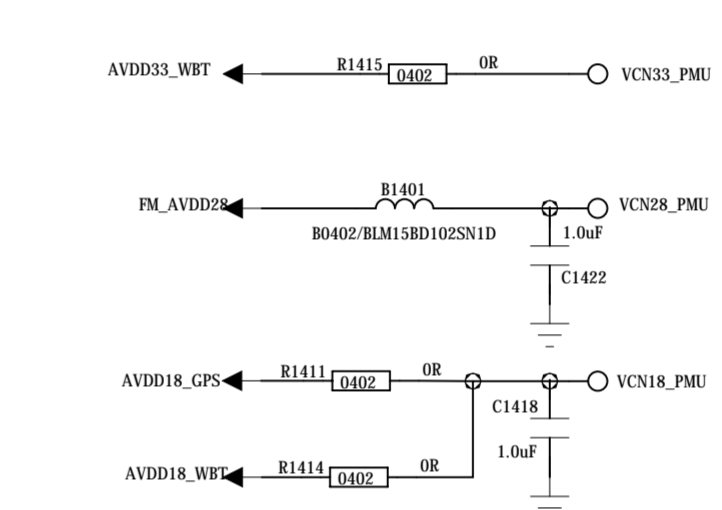 AVDD33_WBT R1415 0402 0R VCN33_PMU
B1401
FM_AVDD28 VCN28_PMU
B0402/BLM15BD102SN1D 1.0uF
C1422
AVDD18_GPS R1411 0402 0R VCN18_PMU
C1418
1.0uF
AVDD18_WBT R1414 0402 0R